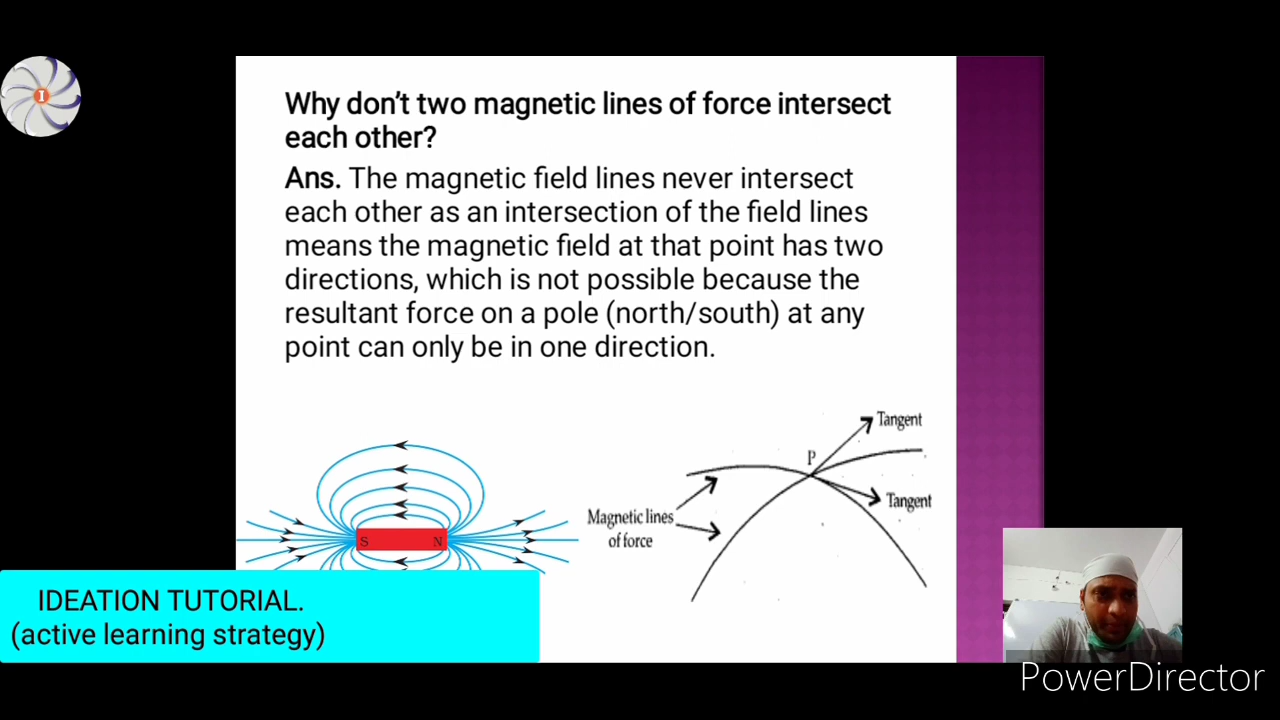 I
Why don't two magnetic lines of force intersect
each other?
Ans. The magnetic field lines never intersect
each other as an intersection of the field lines
means the magnetic field at that point has two
directions, which is not possible because the
resultant force on a pole (north/south) at any
point can only be in one direction.
Tangent
P
Tangent
Magnetic lines
of force
S N
IDEATION TUTORIAL.
(active learning strategy)
PowerDirector